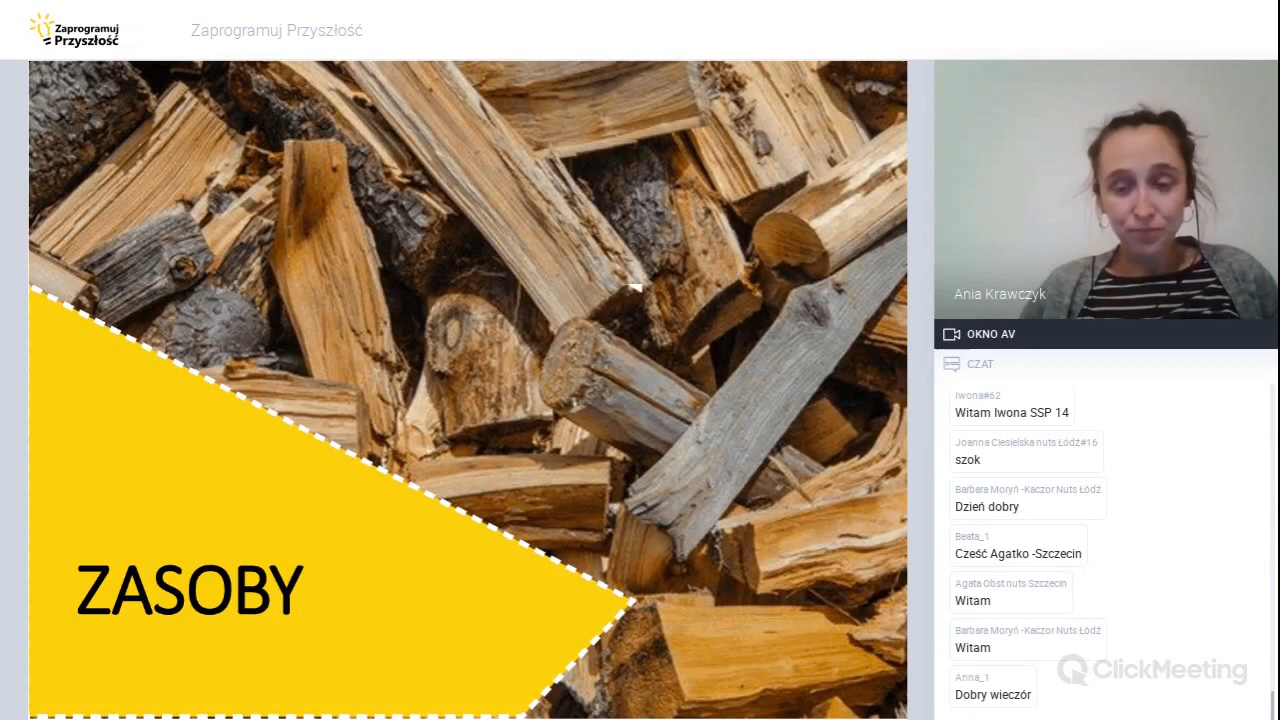 Zaprogramuj
Przyszłość
Zaprogramuj Przyszłość
ZASOBY
Ania Krawczyk
OKNO AV
CZAT
Iwona#62
Witam Iwona SSP 14
Joanna Ciesielska nuts Łódź#16
szok
Barbara Moryń -Kaczor Nuts Łódź
Dzień dobry
Beata_1
Cześć Agatko -Szczecin
Agata Obst nuts Szczecin
Witam
Barbara Moryń -Kaczor Nuts Łódź
Witam
ClickMeeting
Anna_1
Dobry wieczór